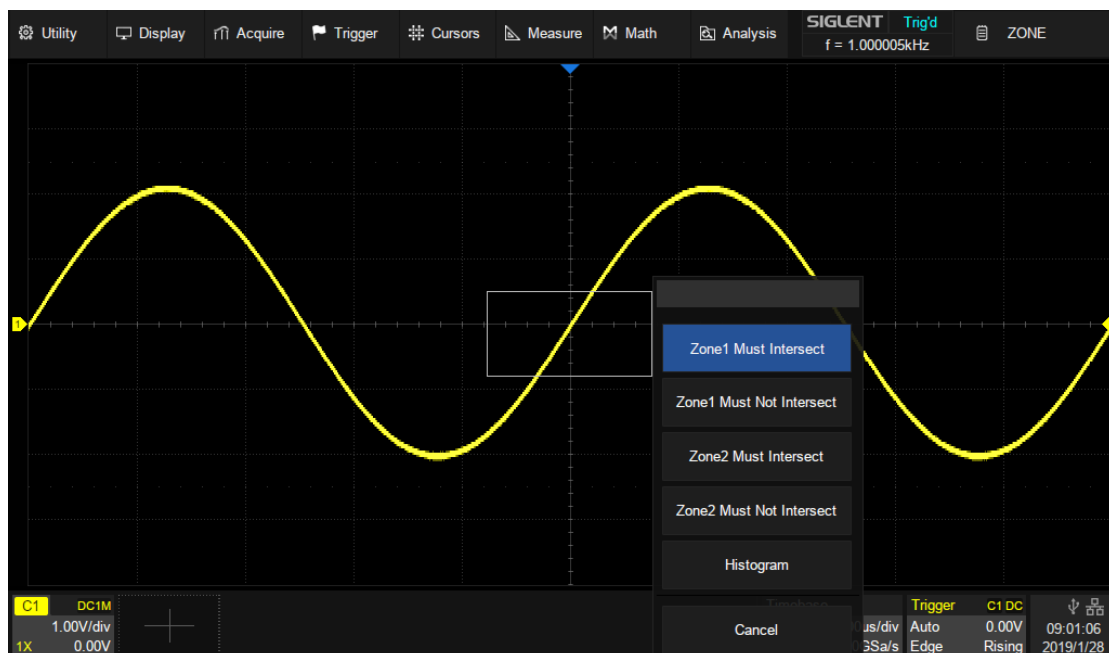 Utility Display Acquire Trigger Cursors Measure Math Analysis SIGLENT Trig'd ZONE
f = 1.000005kHz
1
Zone1 Must Intersect
Zone1 Must Not Intersect
Zone2 Must Intersect
Zone2 Must Not Intersect
Histogram
Cancel
C1 DC1M
1.00V/div
1X 0.00V
Timebase
us/div
GSa/s
Trigger C1 DC
Auto 0.00V
Edge Rising
09:01:06
2019/1/28